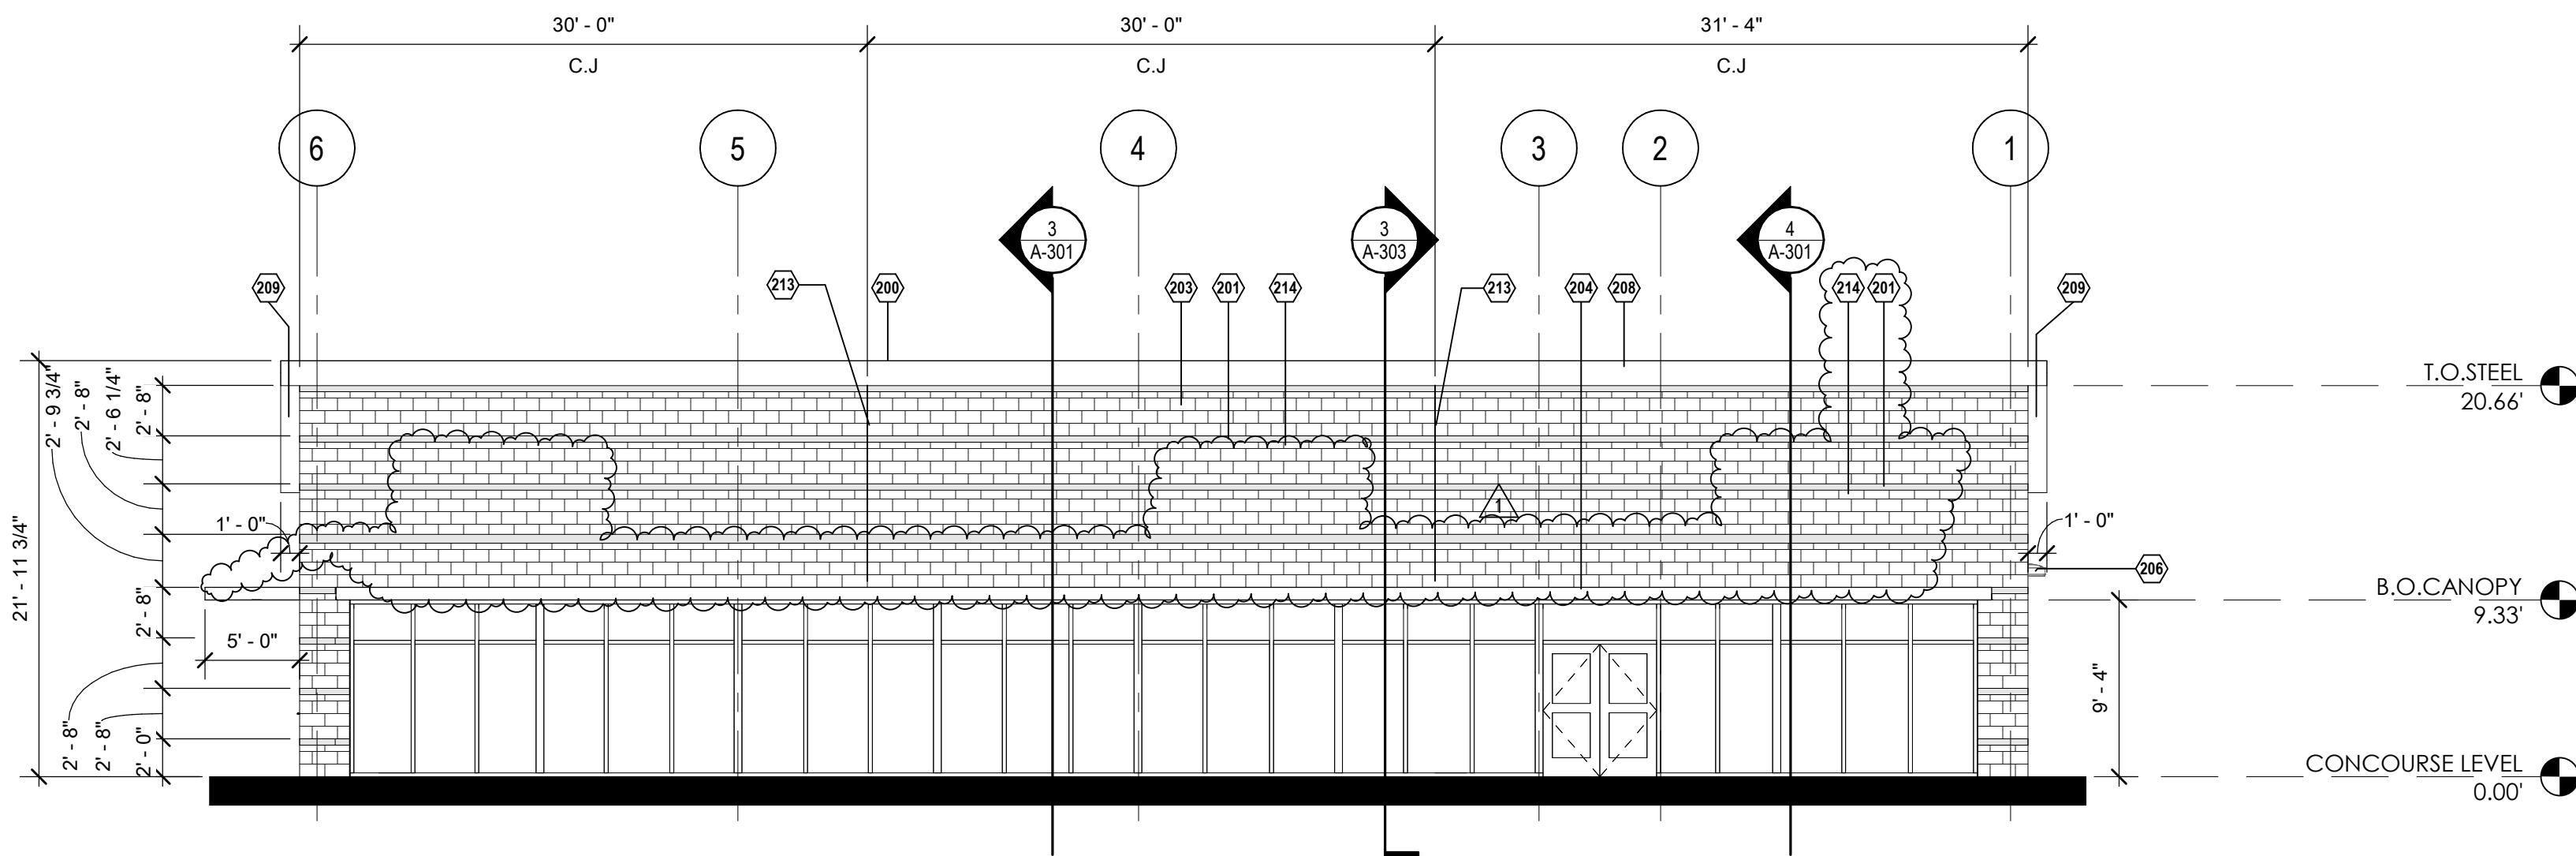 30' - 0"
30' - 0"
31' - 4"
C.J
C.J
C.J
6
5
4
3
2
1
3
A-301
3
A-303
4
A-301
209
213
200
203
201
214
213
204
208
214
201
209
2' - 9 3/4"
2' - 8"
2' - 6 1/4"
2' - 8"
T.O.STEEL
20.66'
1
1' - 0"
1' - 0"
21' - 11 3/4"
206
B.O.CANOPY
9.33'
2' - 8"
5' - 0"
9' - 4"
2' - 8"
2' - 8"
2' - 0"
CONCOURSE LEVEL
0.00'